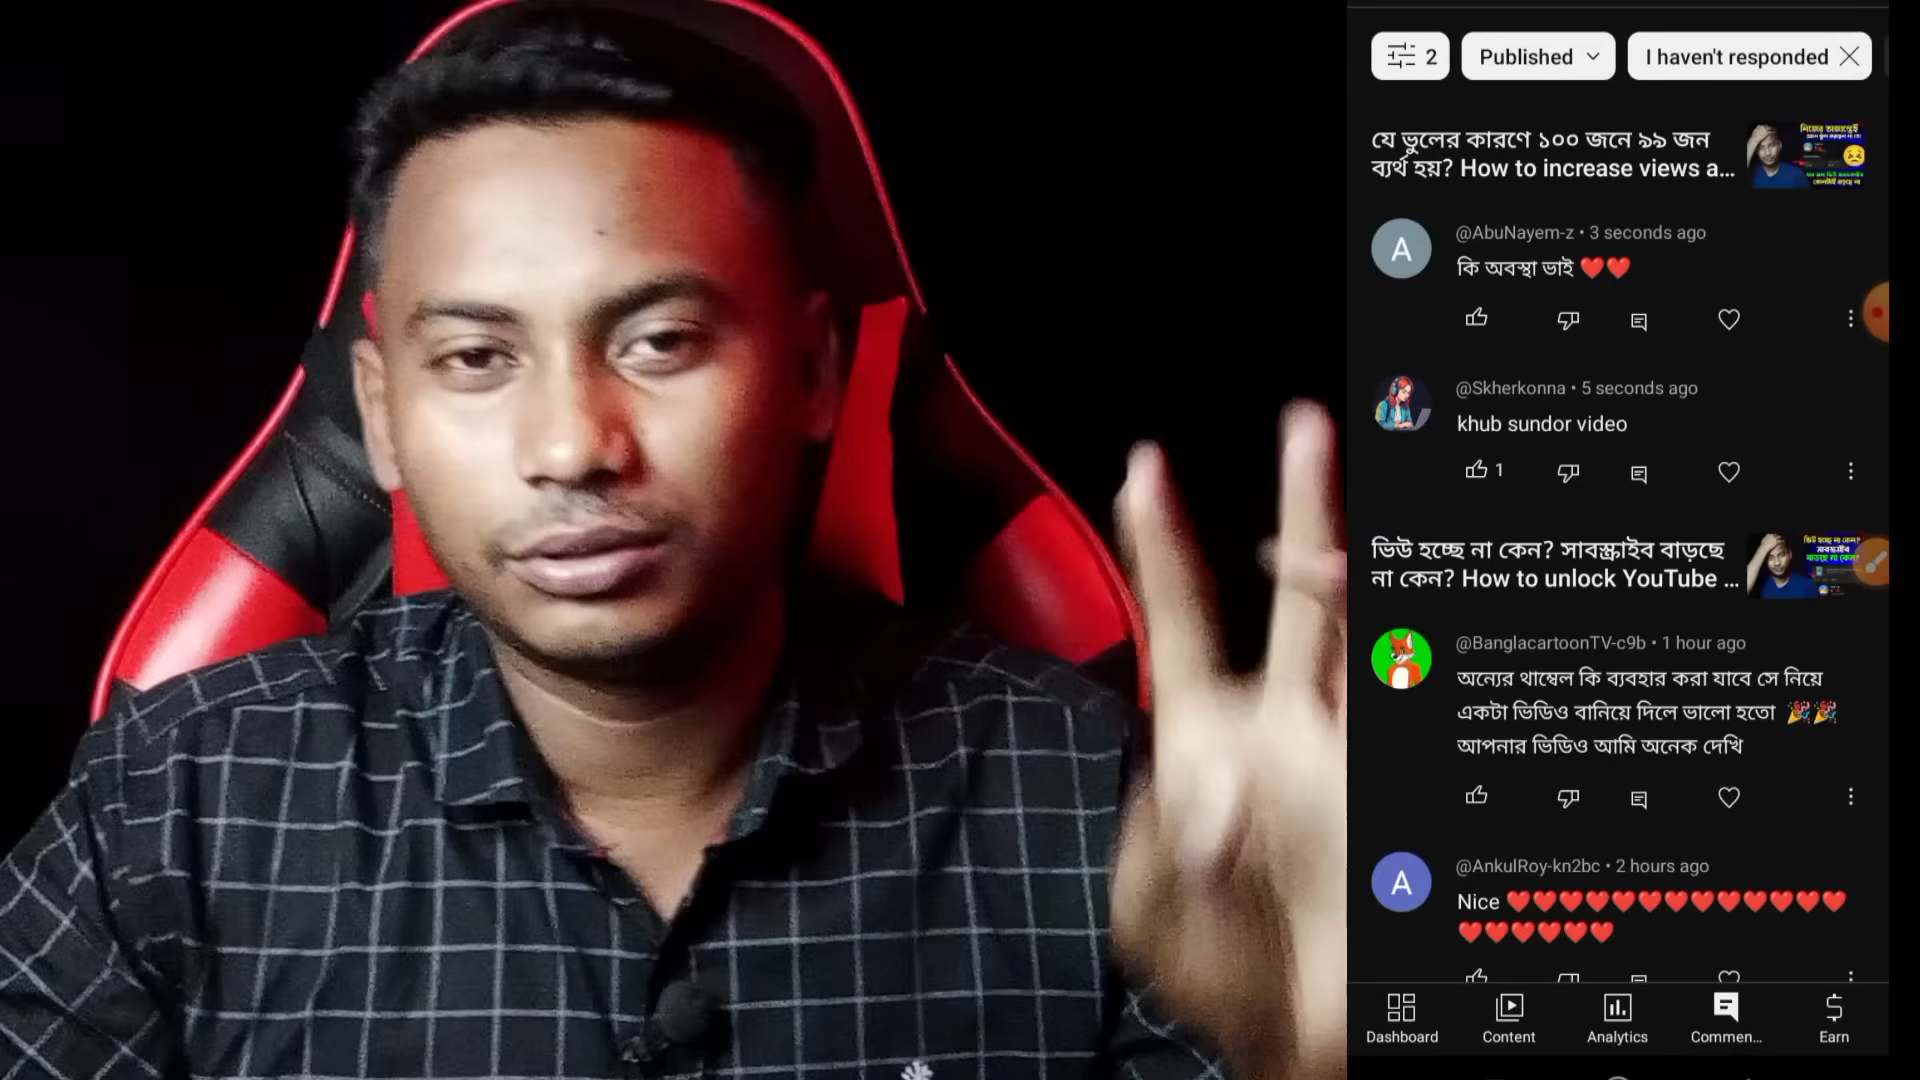 2
Published
I haven't responded
যে ভুলের কারণে ১০০ জনে ৯৯ জন
ব্যর্থ হয়? How to increase views a...
@AbuNayem-z • 3 seconds ago
কি অবস্থা ভাই ❤️❤️
@Skherkonna • 5 seconds ago
khub sundor video
1
ভিউ হচ্ছে না কেন? সাবস্ক্রাইব বাড়ছে
না কেন? How to unlock YouTube ...
@BanglacartoonTV-c9b • 1 hour ago
অন্যের থাম্বেল কি ব্যবহার করা যাবে সে নিয়ে
একটা ভিডিও বানিয়ে দিলে ভালো হতো 🎉🎉
আপনার ভিডিও আমি অনেক দেখি
@AnkulRoy-kn2bc • 2 hours ago
Nice ❤️❤️❤️❤️❤️❤️❤️❤️❤️❤️❤️❤️❤️
❤️❤️❤️❤️❤️❤️
Dashboard
Content
Analytics
Commen...
Earn